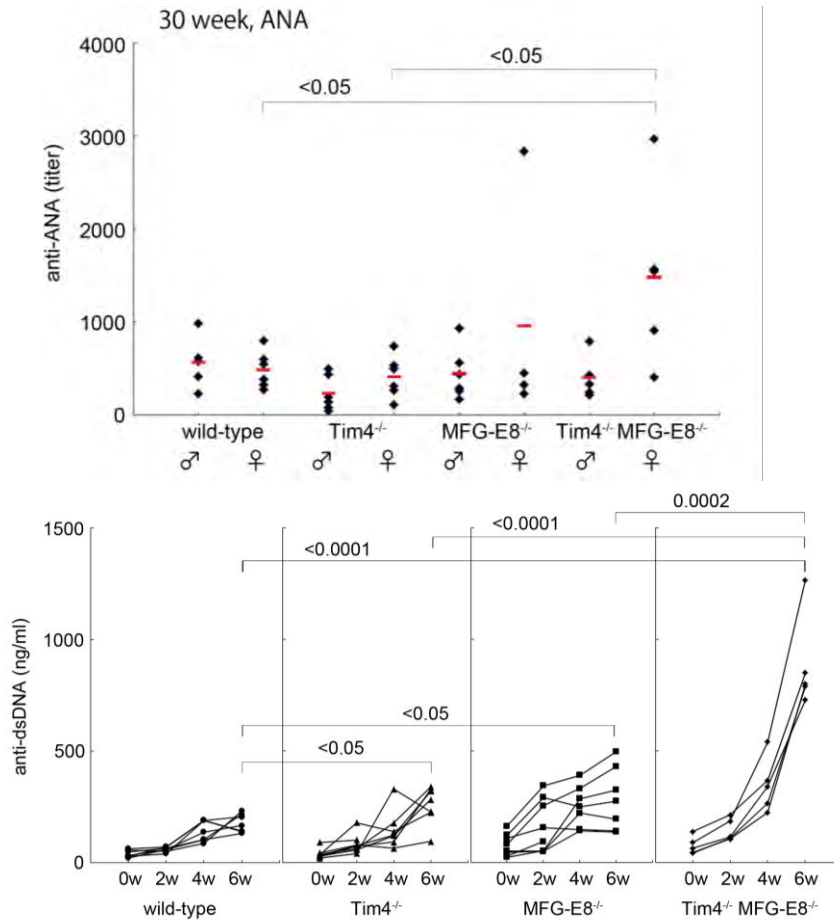 30 week, ANA
4000
<0.05
<0.05
3000
2000
1000
0
anti-ANA (titer)
wild-type Tim4-/- MFG-E8-/- Tim4-/- MFG-E8-/-
♂ ♀ ♂ ♀ ♂ ♀ ♂ ♀
0.0002
<0.0001
<0.0001
1500
1000
<0.05
<0.05
500
0
anti-dsDNA (ng/ml)
0w 2w 4w 6w 0w 2w 4w 6w 0w 2w 4w 6w 0w 2w 4w 6w
wild-type Tim4-/- MFG-E8-/- Tim4-/- MFG-E8-/-